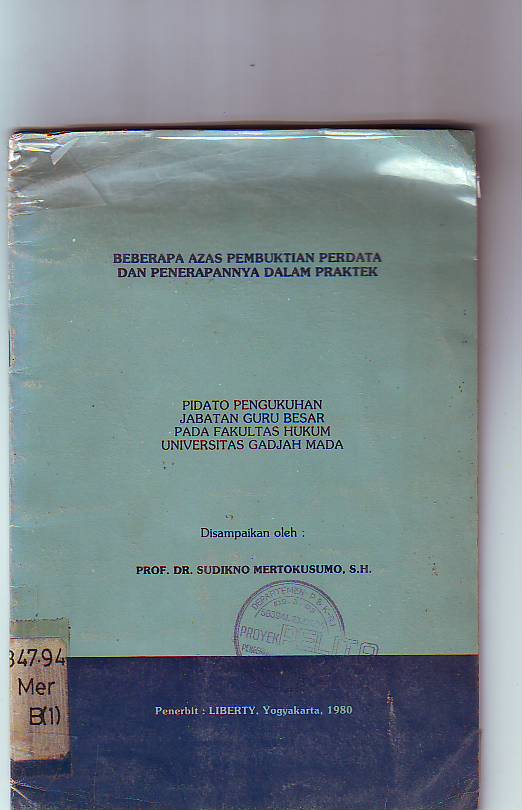 BEBERAPA AZAS PEMBUKTIAN PERDATA
DAN PENERAPANNYA DALAM PRAKTEK
PIDATO PENGUKUHAN
JABATAN GURU BESAR
PADA FAKULTAS HUKUM
UNIVERSITAS GADJAH MADA
Disampaikan oleh :
PROF. DR. SUDIKNO MERTOKUSUMO, S.H.
DEPARTEMEN P & K
PROYEK
347.94
Mer
B(1)
Penerbit : LIBERTY, Yogyakarta, 1980